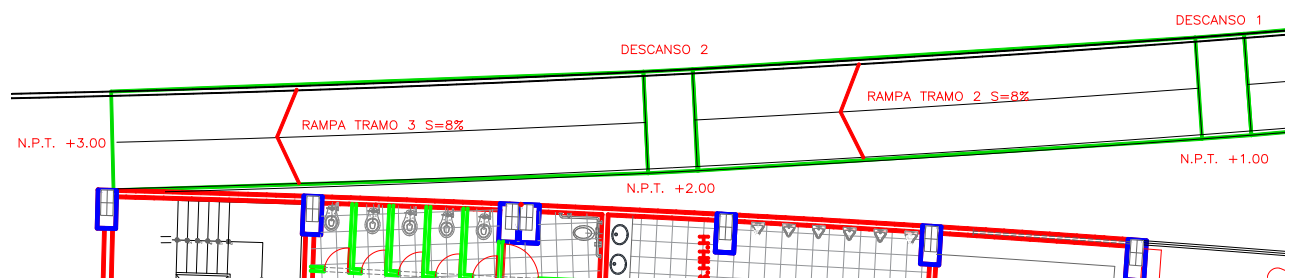 DESCANSO 1
DESCANSO 2
RAMPA TRAMO 2 S=8%
RAMPA TRAMO 3 S=8%
N.P.T. +3.00
N.P.T. +1.00
N.P.T. +2.00